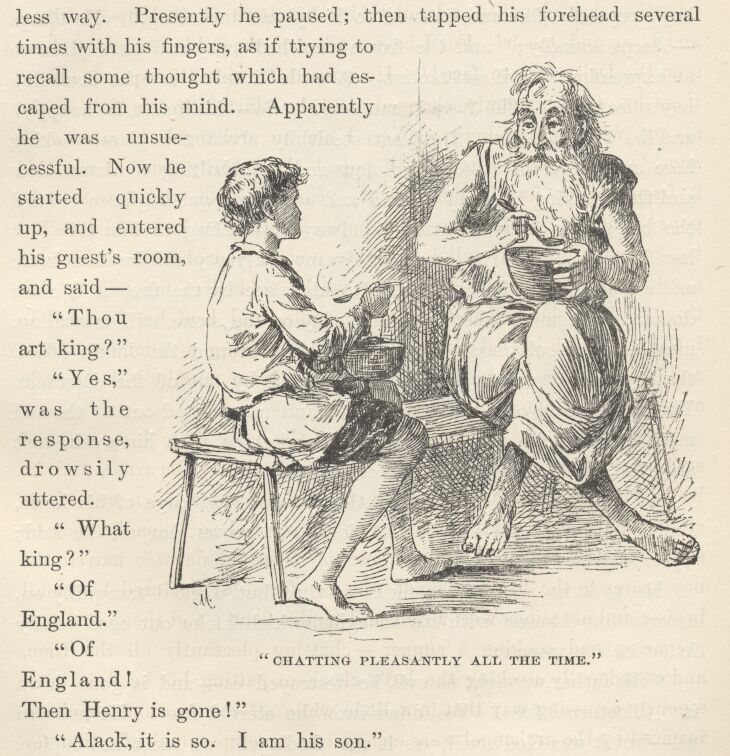 less way. Presently he paused; then tapped his forehead several
times with his fingers, as if trying to
recall some thought which had es-
caped from his mind. Apparently
he was unsuc-
cessful. Now he
started quickly
up, and entered
his guest's room,
and said—
"Thou
art king?"
"Yes,"
was the
response,
drowsily
uttered.
"What
king?"
"Of
England."
"Of
England!
Then Henry is gone!"
"Alack, it is so. I am his son."
"CHATTING PLEASANTLY ALL THE TIME."